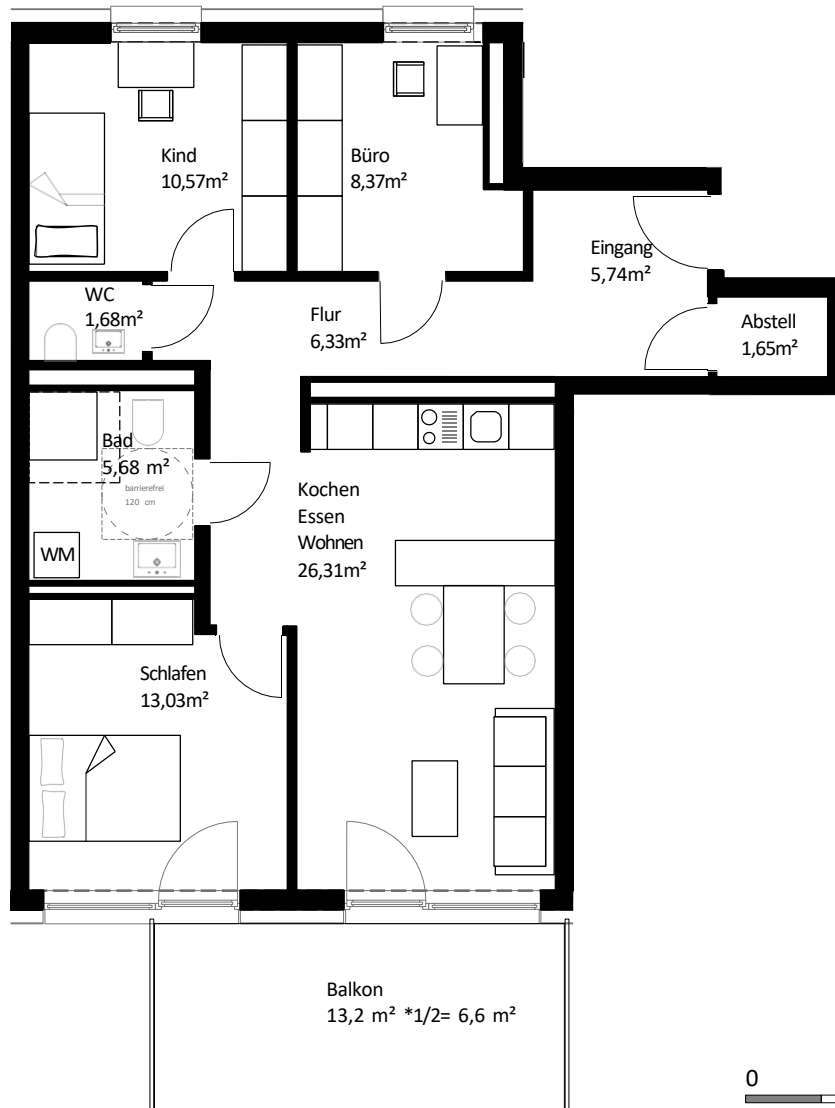 Kind
10,57m²
Büro
8,37m²
Eingang
5,74m²
WC
1,68m²
Flur
6,33m²
Abstell
1,65m²
Bad
5,68 m²
barrierefrei
120 cm
WM
Kochen
Essen
Wohnen
26,31m²
Schlafen
13,03m²
Balkon
13,2 m² *1/2= 6,6 m²
0